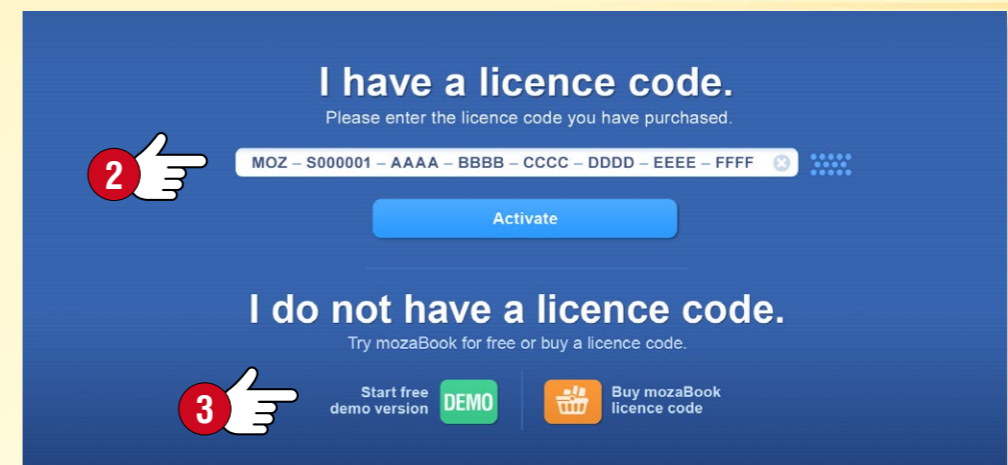 I have a licence code.
Please enter the licence code you have purchased.
2
MOZ – S000001 – AAAA – BBBB – CCCC – DDDD – EEEE – FFFF
Activate
I do not have a licence code.
Try mozaBook for free or buy a licence code.
3
Start free
demo version
DEMO
Buy mozaBook
licence code